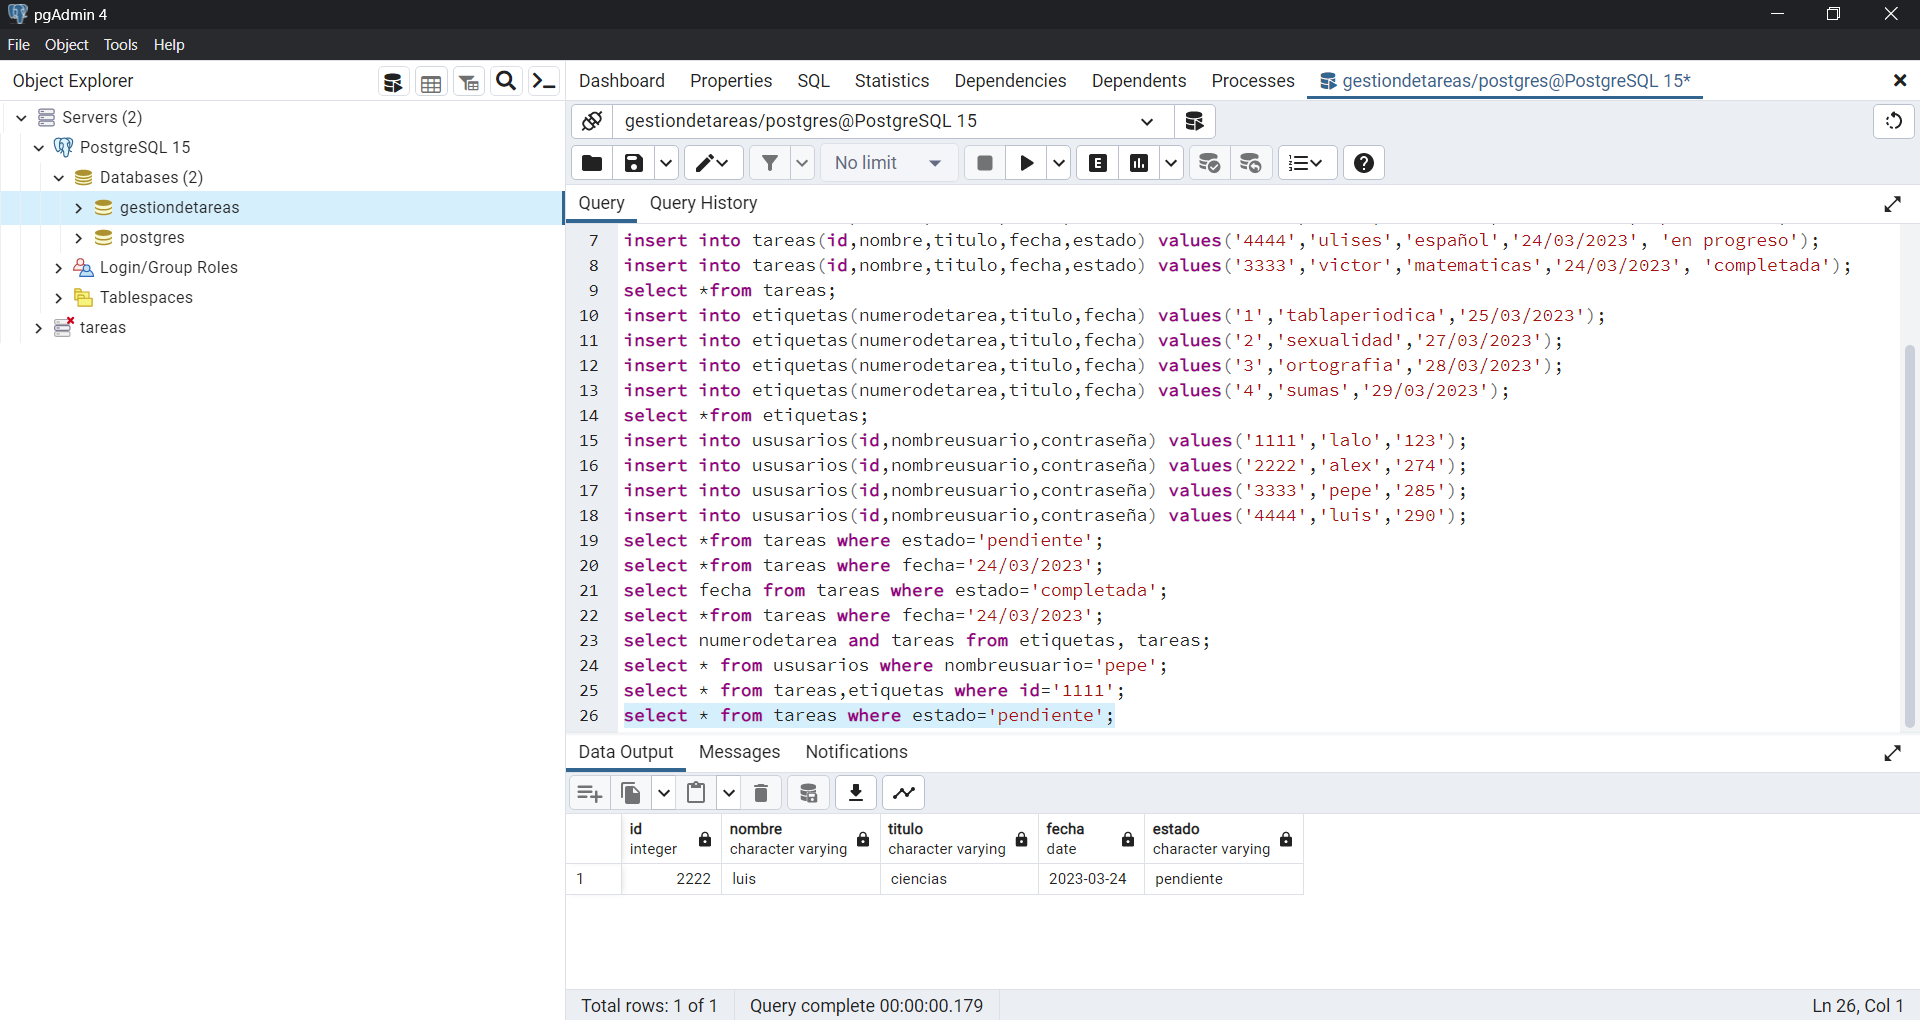 pgAdmin 4
File Object Tools Help
Object Explorer
Servers (2)
PostgreSQL 15
Databases (2)
gestiondetareas
postgres
Login/Group Roles
Tablespaces
tareas
Dashboard Properties SQL Statistics Dependencies Dependents Processes gestiondetareas/postgres@PostgreSQL 15*
gestiondetareas/postgres@PostgreSQL 15
No limit
Query Query History
7 insert into tareas(id,nombre,titulo,fecha,estado) values('4444','ulises','español','24/03/2023', 'en progreso');
8 insert into tareas(id,nombre,titulo,fecha,estado) values('3333','victor','matematicas','24/03/2023', 'completada');
9 select *from tareas;
10 insert into etiquetas(numerodetarea,titulo,fecha) values('1','tablaperiodica','25/03/2023');
11 insert into etiquetas(numerodetarea,titulo,fecha) values('2','sexualidad','27/03/2023');
12 insert into etiquetas(numerodetarea,titulo,fecha) values('3','ortografia','28/03/2023');
13 insert into etiquetas(numerodetarea,titulo,fecha) values('4','sumas','29/03/2023');
14 select *from etiquetas;
15 insert into ususarios(id,nombreusuario,contraseña) values('1111','lalo','123');
16 insert into ususarios(id,nombreusuario,contraseña) values('2222','alex','274');
17 insert into ususarios(id,nombreusuario,contraseña) values('3333','pepe','285');
18 insert into ususarios(id,nombreusuario,contraseña) values('4444','luis','290');
19 select *from tareas where estado='pendiente';
20 select *from tareas where fecha='24/03/2023';
21 select fecha from tareas where estado='completada';
22 select *from tareas where fecha='24/03/2023';
23 select numerodetarea and tareas from etiquetas, tareas;
24 select * from ususarios where nombreusuario='pepe';
25 select * from tareas,etiquetas where id='1111';
26 select * from tareas where estado='pendiente';
Data Output Messages Notifications
id nombre titulo fecha estado
integer character varying character varying date character varying
1 2222 luis ciencias 2023-03-24 pendiente
Total rows: 1 of 1 Query complete 00:00:00.179 Ln 26, Col 1